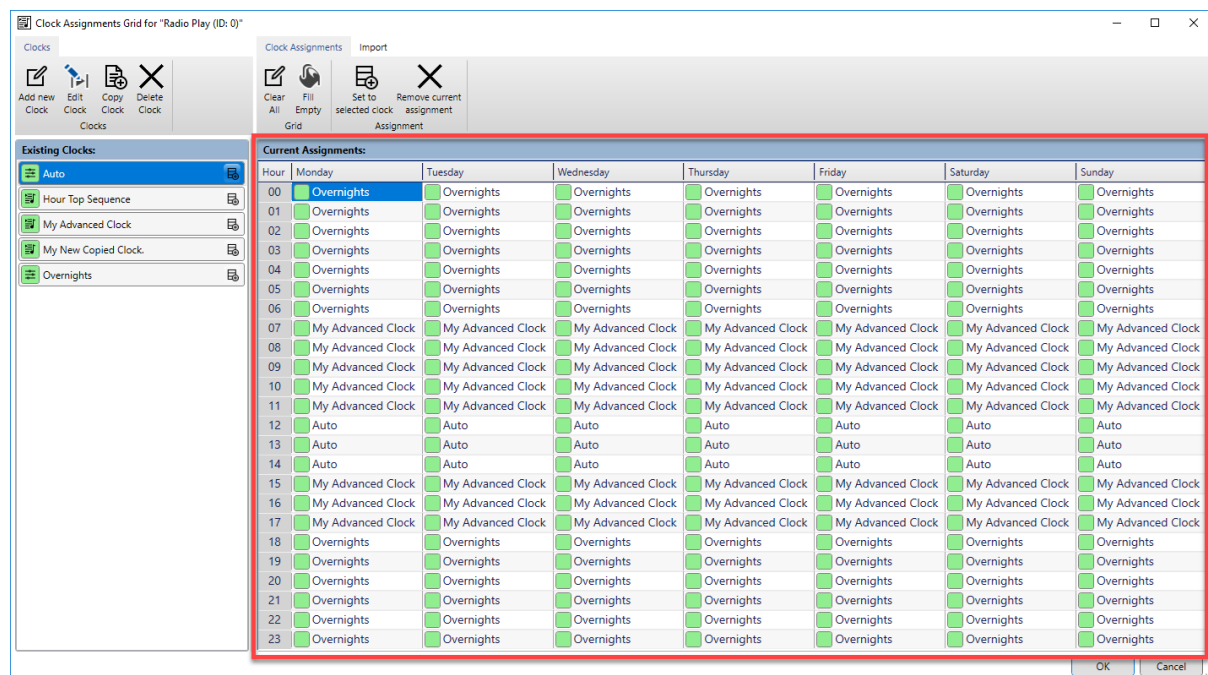 Clock Assignments Grid for "Radio Play (ID: 0)"
Clocks
Clock Assignments Import
Add new Clock Edit Clock Copy Clock Delete Clock
Clear All Fill Empty Set to selected clock Remove current assignment
Clocks Grid Assignment
Existing Clocks:
Auto
Hour Top Sequence
My Advanced Clock
My New Copied Clock.
Overnights
Current Assignments:
Hour Monday Tuesday Wednesday Thursday Friday Saturday Sunday
00 Overnights Overnights Overnights Overnights Overnights Overnights Overnights
01 Overnights Overnights Overnights Overnights Overnights Overnights Overnights
02 Overnights Overnights Overnights Overnights Overnights Overnights Overnights
03 Overnights Overnights Overnights Overnights Overnights Overnights Overnights
04 Overnights Overnights Overnights Overnights Overnights Overnights Overnights
05 Overnights Overnights Overnights Overnights Overnights Overnights Overnights
06 Overnights Overnights Overnights Overnights Overnights Overnights Overnights
07 My Advanced Clock My Advanced Clock My Advanced Clock My Advanced Clock My Advanced Clock My Advanced Clock My Advanced Clock
08 My Advanced Clock My Advanced Clock My Advanced Clock My Advanced Clock My Advanced Clock My Advanced Clock My Advanced Clock
09 My Advanced Clock My Advanced Clock My Advanced Clock My Advanced Clock My Advanced Clock My Advanced Clock My Advanced Clock
10 My Advanced Clock My Advanced Clock My Advanced Clock My Advanced Clock My Advanced Clock My Advanced Clock My Advanced Clock
11 My Advanced Clock My Advanced Clock My Advanced Clock My Advanced Clock My Advanced Clock My Advanced Clock My Advanced Clock
12 Auto Auto Auto Auto Auto Auto Auto
13 Auto Auto Auto Auto Auto Auto Auto
14 Auto Auto Auto Auto Auto Auto Auto
15 My Advanced Clock My Advanced Clock My Advanced Clock My Advanced Clock My Advanced Clock My Advanced Clock My Advanced Clock
16 My Advanced Clock My Advanced Clock My Advanced Clock My Advanced Clock My Advanced Clock My Advanced Clock My Advanced Clock
17 My Advanced Clock My Advanced Clock My Advanced Clock My Advanced Clock My Advanced Clock My Advanced Clock My Advanced Clock
18 Overnights Overnights Overnights Overnights Overnights Overnights Overnights
19 Overnights Overnights Overnights Overnights Overnights Overnights Overnights
20 Overnights Overnights Overnights Overnights Overnights Overnights Overnights
21 Overnights Overnights Overnights Overnights Overnights Overnights Overnights
22 Overnights Overnights Overnights Overnights Overnights Overnights Overnights
23 Overnights Overnights Overnights Overnights Overnights Overnights Overnights
OK Cancel